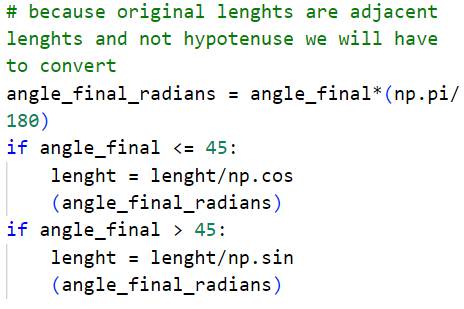 # because original lenghts are adjacent
lenghts and not hypotenuse we will have
to convert
angle_final_radians = angle_final*(np.pi/
180)
if angle_final <= 45:
lenght = lenght/np.cos
(angle_final_radians)
if angle_final > 45:
lenght = lenght/np.sin
(angle_final_radians)